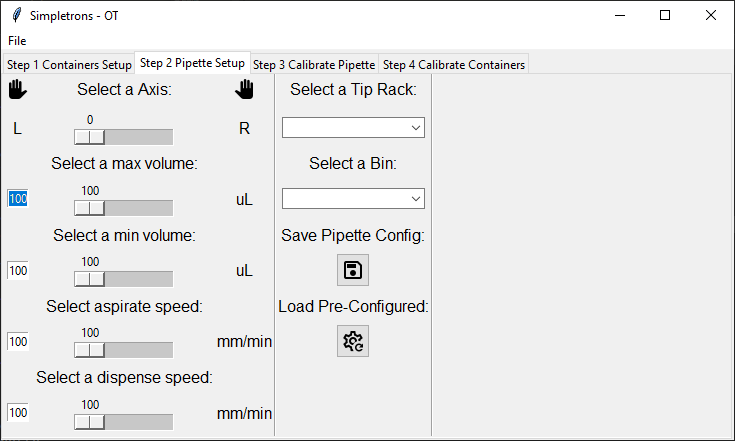 Simpletrons - OT
File
Step 1 Containers Setup Step 2 Pipette Setup Step 3 Calibrate Pipette Step 4 Calibrate Containers
Select a Axis:
0
L R
Select a max volume:
100
100 uL
Select a min volume:
100
100 uL
Select aspirate speed:
100
100 mm/min
Select a dispense speed:
100
100 mm/min
Select a Tip Rack:
Select a Bin:
Save Pipette Config:
Load Pre-Configured: